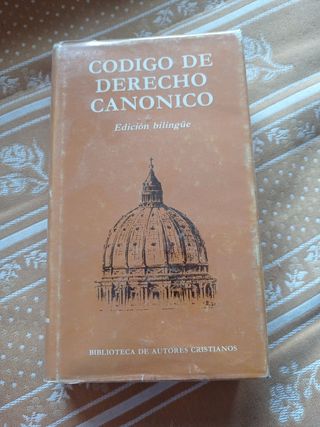 CODIGO DE
DERECHO
CANONICO
Edición bilingüe
BIBLIOTECA DE AUTORES CRISTIANOS